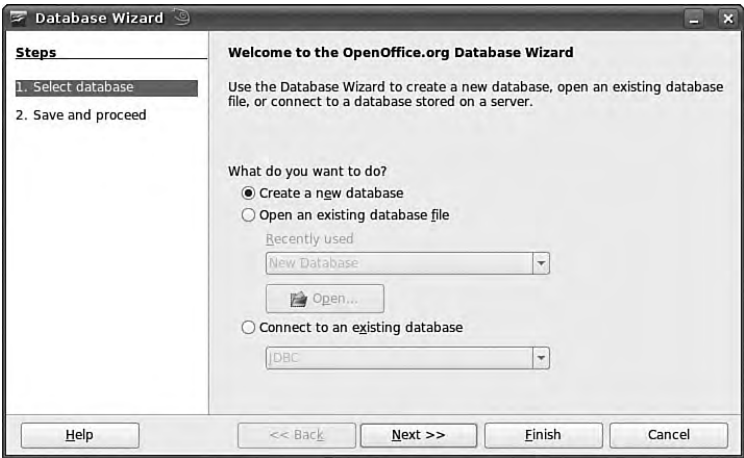 Database Wizard
Steps
1. Select database
2. Save and proceed
Welcome to the OpenOffice.org Database Wizard
Use the Database Wizard to create a new database, open an existing database
file, or connect to a database stored on a server.
What do you want to do?
Create a new database
Open an existing database file
Recently used
New Database
Open...
Connect to an existing database
JDBC
Help
<< Back
Next >>
Finish
Cancel